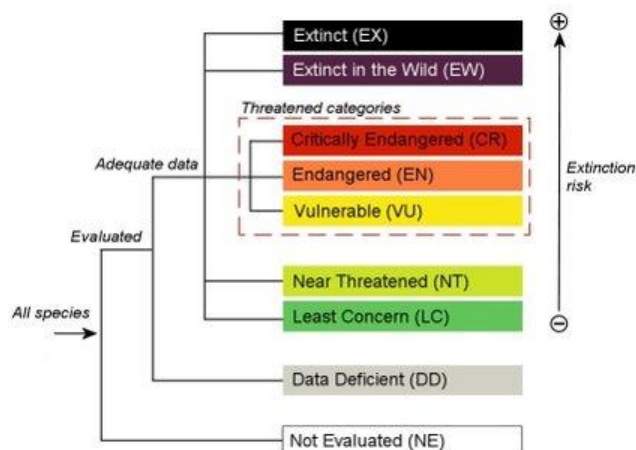 Extinct (EX)
Extinct in the Wild (EW)
Threatened categories
Critically Endangered (CR)
Adequate data
Endangered (EN)
Extinction
risk
Vulnerable (VU)
Evaluated
Near Threatened (NT)
All species
Least Concern (LC)
Data Deficient (DD)
Not Evaluated (NE)